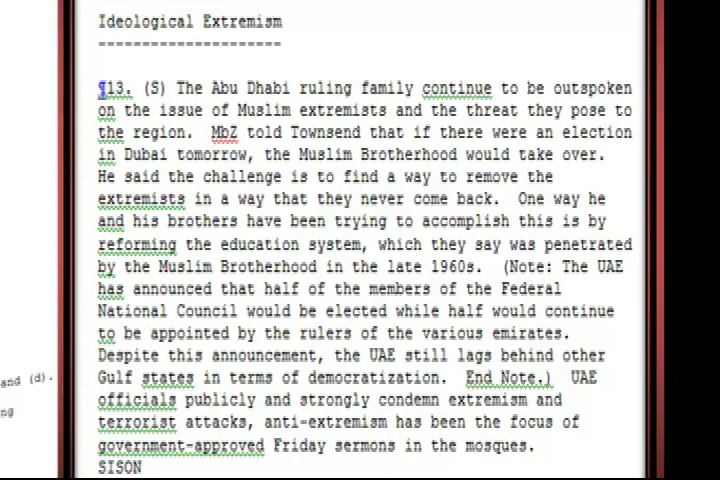 Ideological Extremism
=====================
¶13. (S) The Abu Dhabi ruling family continue to be outspoken
on the issue of Muslim extremists and the threat they pose to
the region. MbZ told Townsend that if there were an election
in Dubai tomorrow, the Muslim Brotherhood would take over.
He said the challenge is to find a way to remove the
extremists in a way that they never come back. One way he
and his brothers have been trying to accomplish this is by
reforming the education system, which they say was penetrated
by the Muslim Brotherhood in the late 1960s. (Note: The UAE
has announced that half of the members of the Federal
National Council would be elected while half would continue
to be appointed by the rulers of the various emirates.
Despite this announcement, the UAE still lags behind other
Gulf states in terms of democratization. End Note.) UAE
officials publicly and strongly condemn extremism and
terrorist attacks, anti-extremism has been the focus of
government-approved Friday sermons in the mosques.
SISON
and (d).
ng